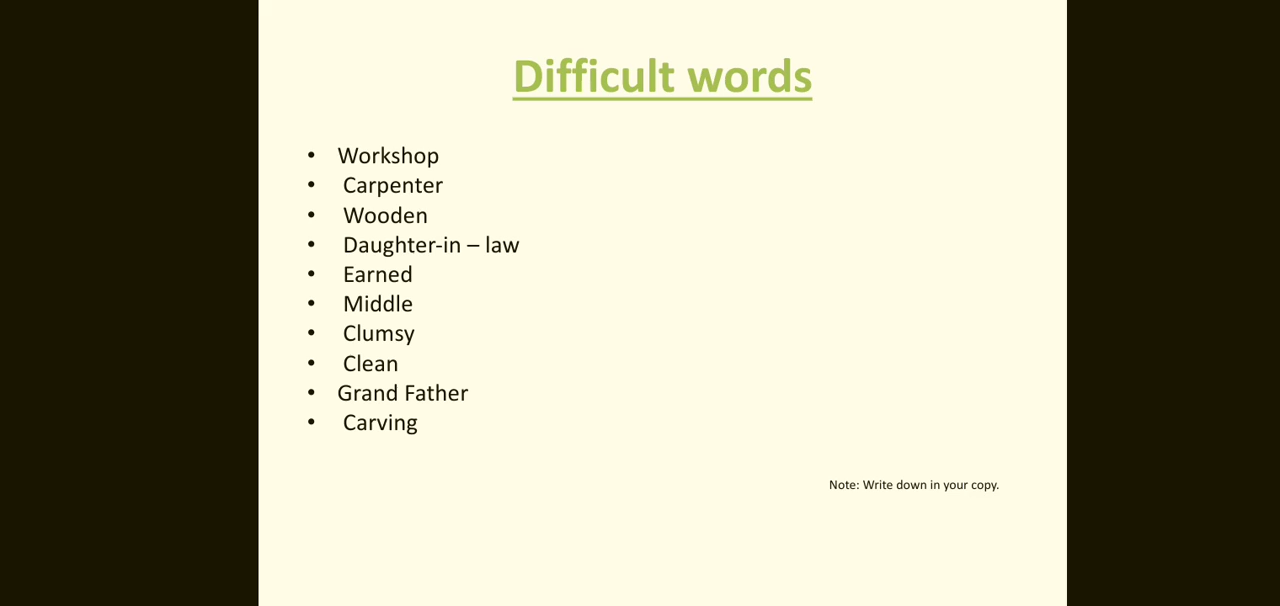 Difficult words
• Workshop
• Carpenter
• Wooden
• Daughter-in – law
• Earned
• Middle
• Clumsy
• Clean
• Grand Father
• Carving
Note: Write down in your copy.